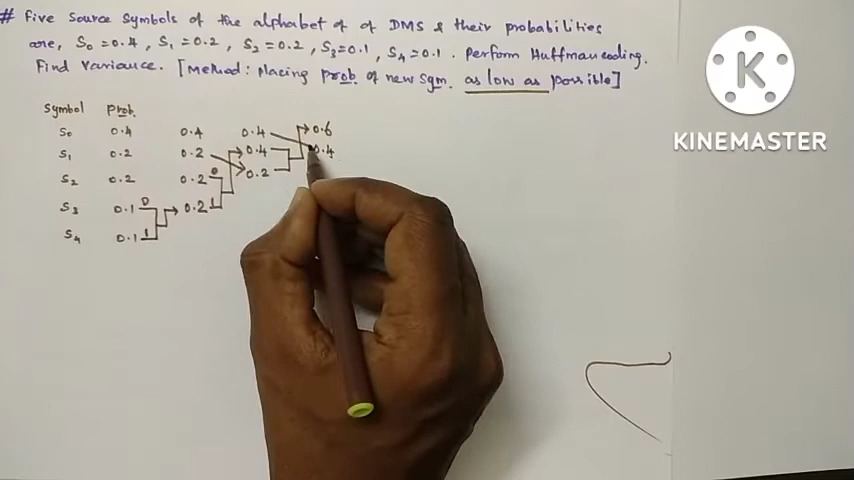 # Five Source symbols of the alphabet of of DMS & their probabilities
are, S0 = 0.4, S1 = 0.2, S2 = 0.2, S3 = 0.1, S4 = 0.1. Perform Huffman coding.
Find Variance. [Method: Placing prob of new sym. as low as possible]
Symbol Prob.
S0 0.4 0.4 0.4 0.6
S1 0.2 0.2 0.4 0.4
S2 0.2 0.2 0 0.2
S3 0.1 0 0.2 1
S4 0.1 1
K
KINEMASTER